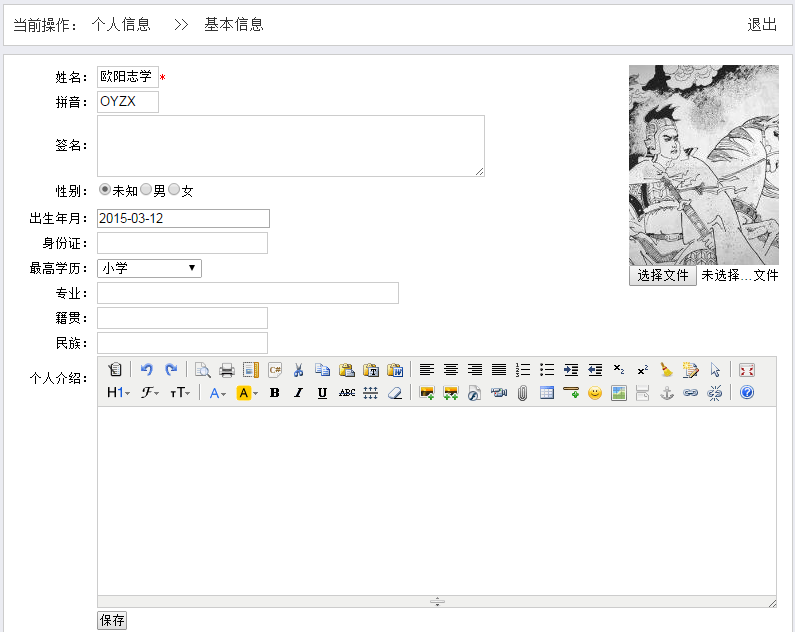 当前操作： 个人信息 >> 基本信息 退出
姓名： 欧阳志学 *
拼音： OYZX
签名：
性别： 未知 男 女
出生年月： 2015-03-12
身份证：
最高学历： 小学
选择文件 未选择...文件
专业：
籍贯：
民族：
个人介绍：
H1 F тT A A B I U ABC
保存